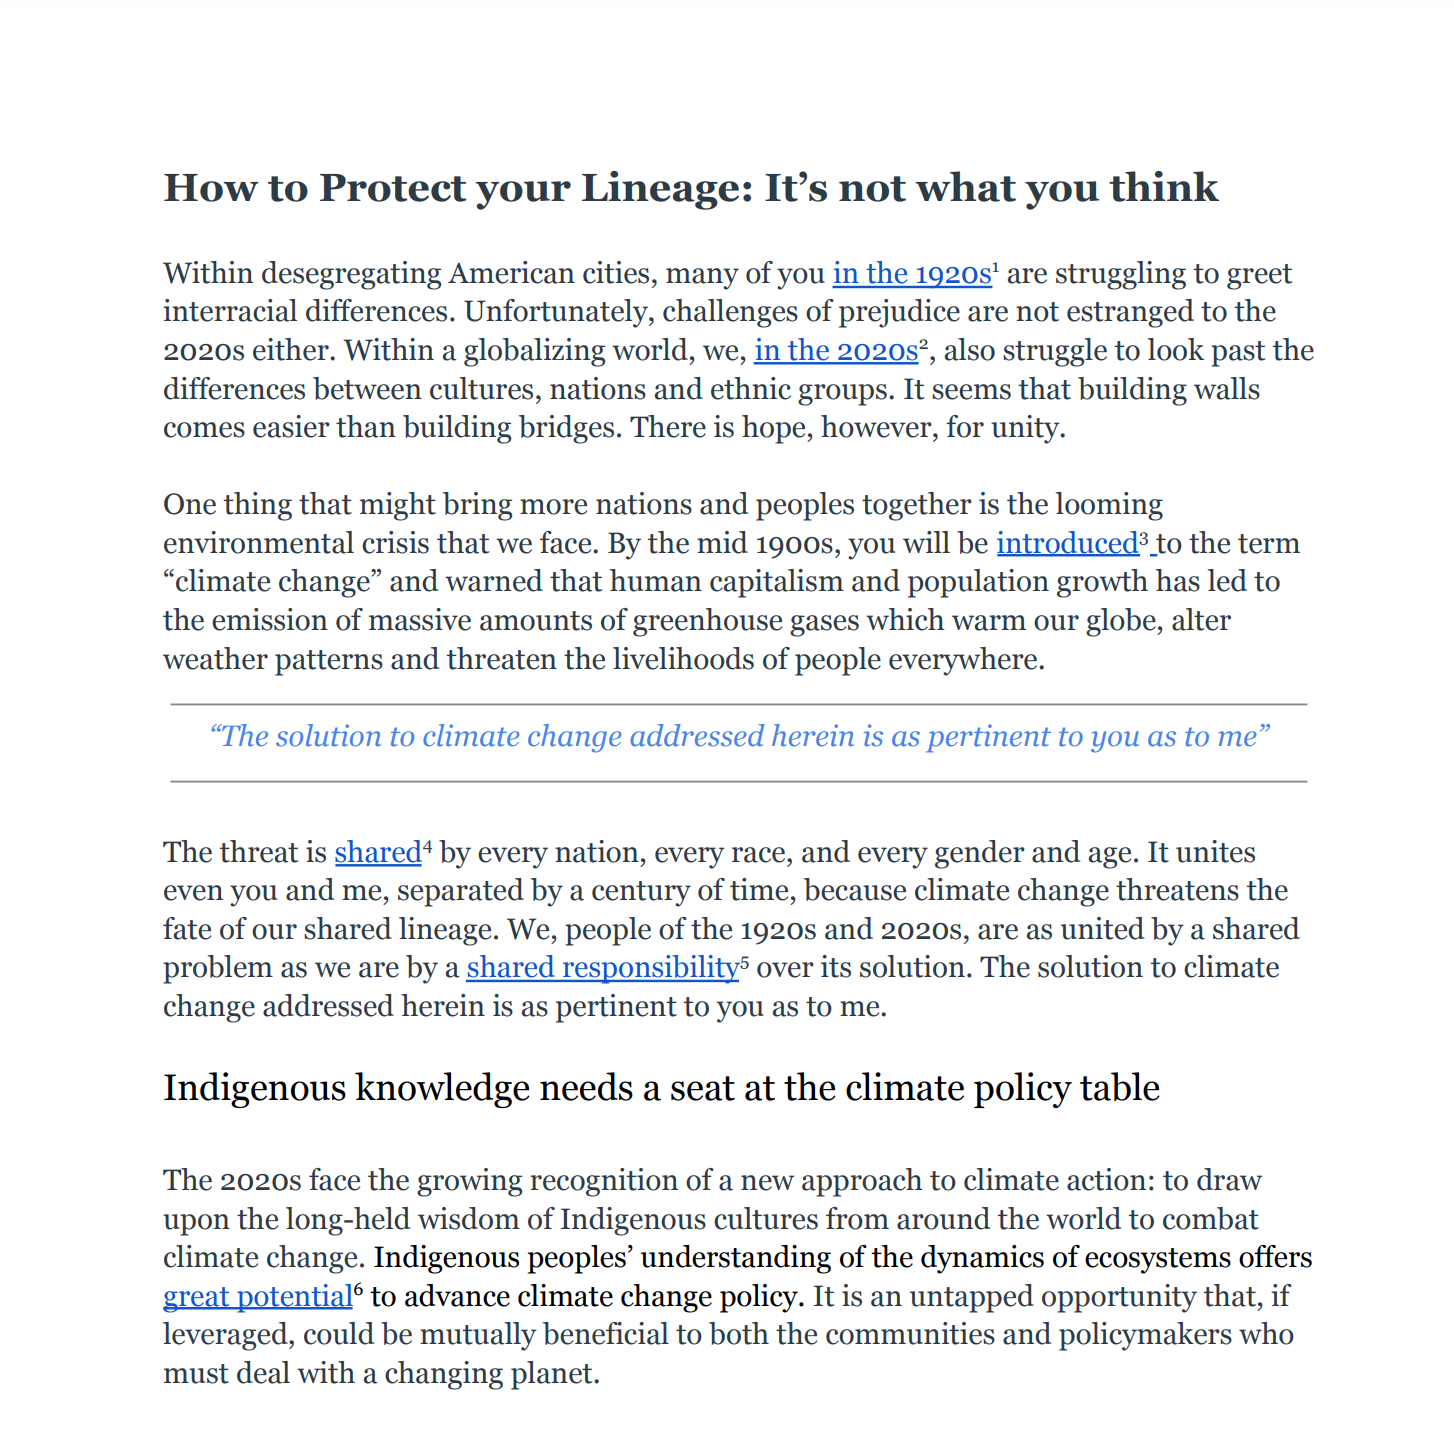 How to Protect your Lineage: It’s not what you think
Within desegregating American cities, many of you in the 1920s¹ are struggling to greet
interracial differences. Unfortunately, challenges of prejudice are not estranged to the
2020s either. Within a globalizing world, we, in the 2020s², also struggle to look past the
differences between cultures, nations and ethnic groups. It seems that building walls
comes easier than building bridges. There is hope, however, for unity.
One thing that might bring more nations and peoples together is the looming
environmental crisis that we face. By the mid 1900s, you will be introduced³ to the term
“climate change” and warned that human capitalism and population growth has led to
the emission of massive amounts of greenhouse gases which warm our globe, alter
weather patterns and threaten the livelihoods of people everywhere.
“The solution to climate change addressed herein is as pertinent to you as to me”
The threat is shared⁴ by every nation, every race, and every gender and age. It unites
even you and me, separated by a century of time, because climate change threatens the
fate of our shared lineage. We, people of the 1920s and 2020s, are as united by a shared
problem as we are by a shared responsibility⁵ over its solution. The solution to climate
change addressed herein is as pertinent to you as to me.
Indigenous knowledge needs a seat at the climate policy table
The 2020s face the growing recognition of a new approach to climate action: to draw
upon the long-held wisdom of Indigenous cultures from around the world to combat
climate change. Indigenous peoples’ understanding of the dynamics of ecosystems offers
great potential⁶ to advance climate change policy. It is an untapped opportunity that, if
leveraged, could be mutually beneficial to both the communities and policymakers who
must deal with a changing planet.